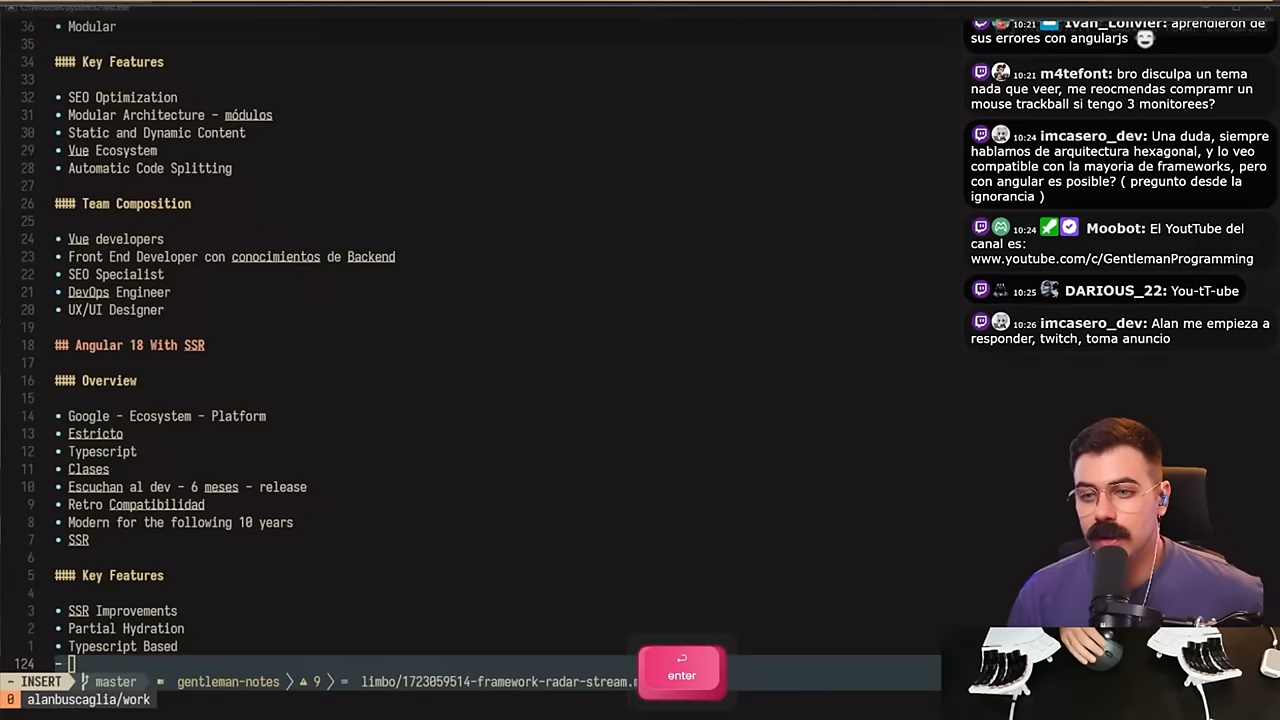 36 • Modular
35
34 ### Key Features
33
32 • SEO Optimization
31 • Modular Architecture - módulos
30 • Static and Dynamic Content
29 • Vue Ecosystem
28 • Automatic Code Splitting
27
26 ### Team Composition
25
24 • Vue developers
23 • Front End Developer con conocimientos de Backend
22 • SEO Specialist
21 • DevOps Engineer
20 • UX/UI Designer
19
18 ## Angular 18 With SSR
17
16 ### Overview
15
14 • Google - Ecosystem - Platform
13 • Estricto
12 • Typescript
11 • Clases
10 • Escuchan al dev - 6 meses - release
9 • Retro Compatibilidad
8 • Modern for the following 10 years
7 • SSR
6
5 ### Key Features
4
3 • SSR Improvements
2 • Partial Hydration
1 • Typescript Based
124 -
- INSERT master gentleman-notes 9 limbo/1723059514-framework-radar-stream.
0 alanbuscaglia/work
enter
10:21 Ivan_Lolivier: aprendieron de
sus errores con angularjs
10:21 m4tefont: bro disculpa un tema
nada que veer, me reocmendas compramr un
mouse trackball si tengo 3 monitorees?
10:24 imcasero_dev: Una duda, siempre
hablamos de arquitectura hexagonal, y lo veo
compatible con la mayoria de frameworks, pero
con angular es posible? ( pregunto desde la
ignorancia )
10:24 Moobot: El YoutTube del
canal es:
www.youtube.com/c/GentlemanProgramming
10:25 DARIOUS_22: You-tT-ube
10:26 imcasero_dev: Alan me empieza a
responder, twitch, toma anuncio